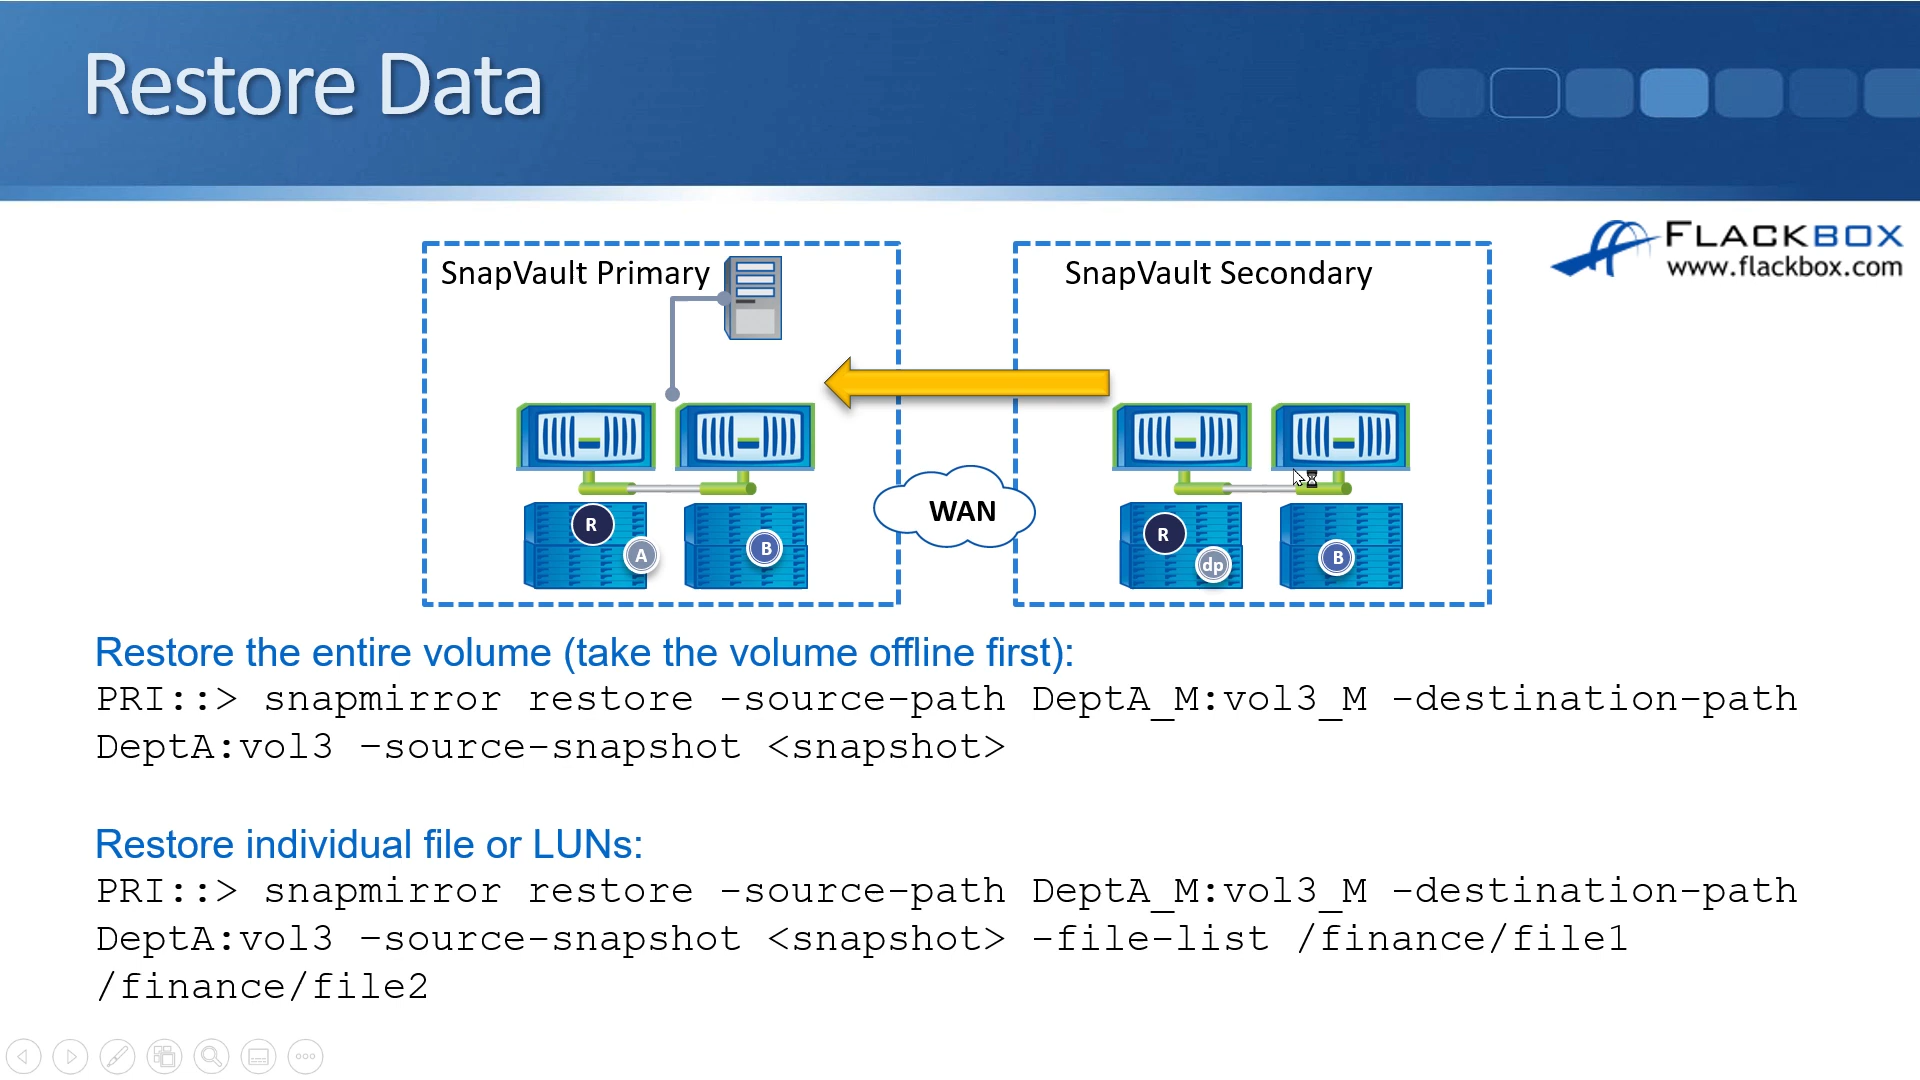 Restore Data
FLACKBOX
www.flackbox.com
SnapVault Primary
SnapVault Secondary
WAN
R
A
B
R
dp
B
Restore the entire volume (take the volume offline first):
PRI::> snapmirror restore -source-path DeptA_M:vol3_M -destination-path
DeptA:vol3 -source-snapshot <snapshot>
Restore individual file or LUNs:
PRI::> snapmirror restore -source-path DeptA_M:vol3_M -destination-path
DeptA:vol3 -source-snapshot <snapshot> -file-list /finance/file1
/finance/file2